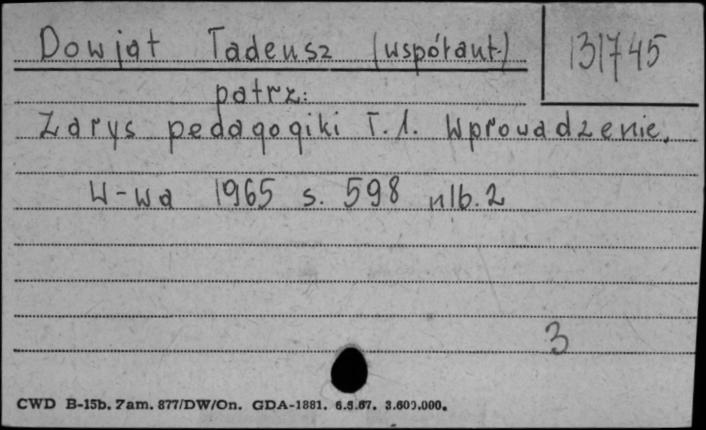 Dowjat Tadeusz (współaut.) 131745
patrz:
Zarys pedagogiki T.1. Wprowadzenie.
W-wa 1965 s. 598 nlb. 2
3
CWD B-15b. Zam. 877/DW/On. GDA-1881. 6.5.67. 3.600.000.